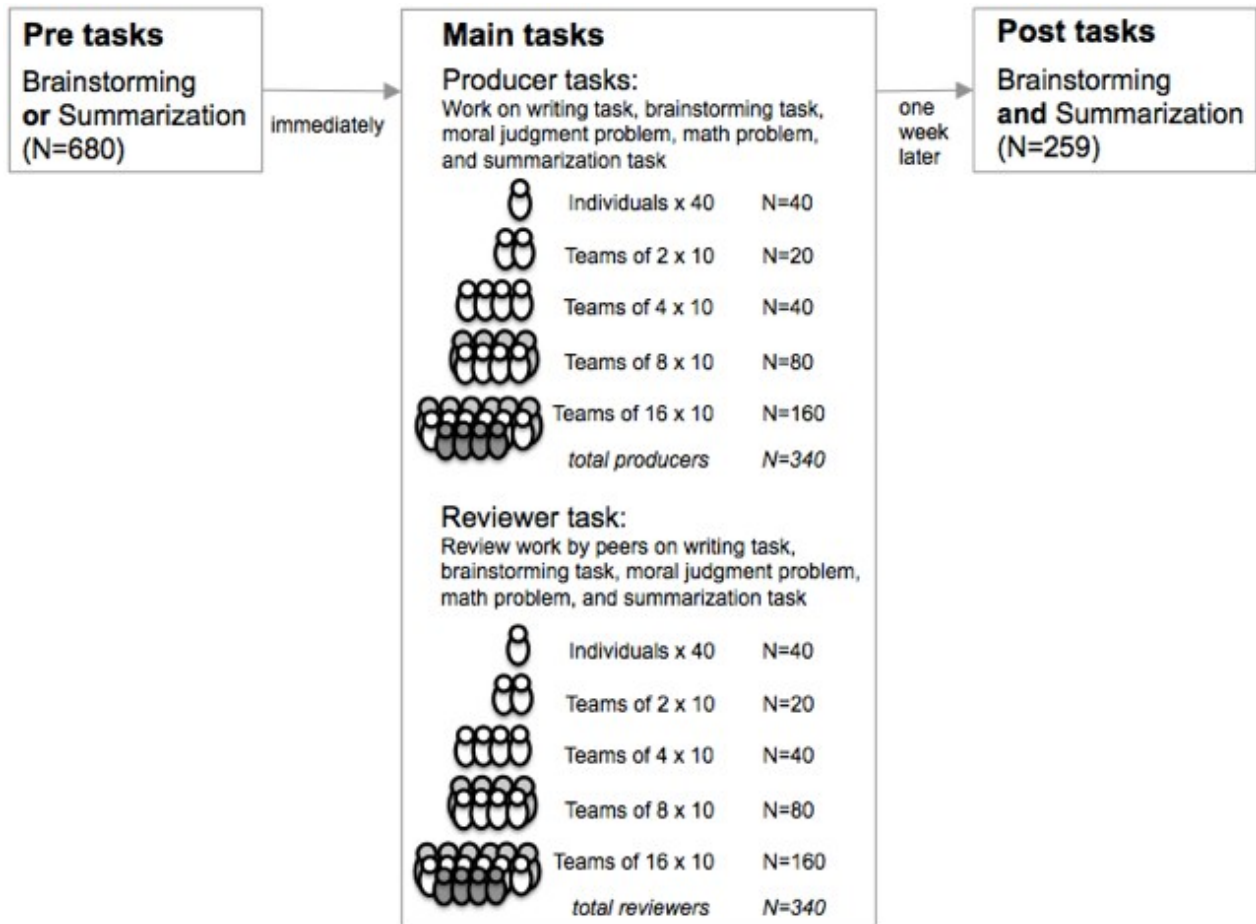 Pre tasks
Brainstorming
or Summarization
(N=680)
immediately
Main tasks
Producer tasks:
Work on writing task, brainstorming task,
moral judgment problem, math problem,
and summarization task
Individuals x 40 N=40
Teams of 2 x 10 N=20
Teams of 4 x 10 N=40
Teams of 8 x 10 N=80
Teams of 16 x 10 N=160
total producers N=340
Reviewer task:
Review work by peers on writing task,
brainstorming task, moral judgment problem,
math problem, and summarization task
Individuals x 40 N=40
Teams of 2 x 10 N=20
Teams of 4 x 10 N=40
Teams of 8 x 10 N=80
Teams of 16 x 10 N=160
total reviewers N=340
one
week
later
Post tasks
Brainstorming
and Summarization
(N=259)